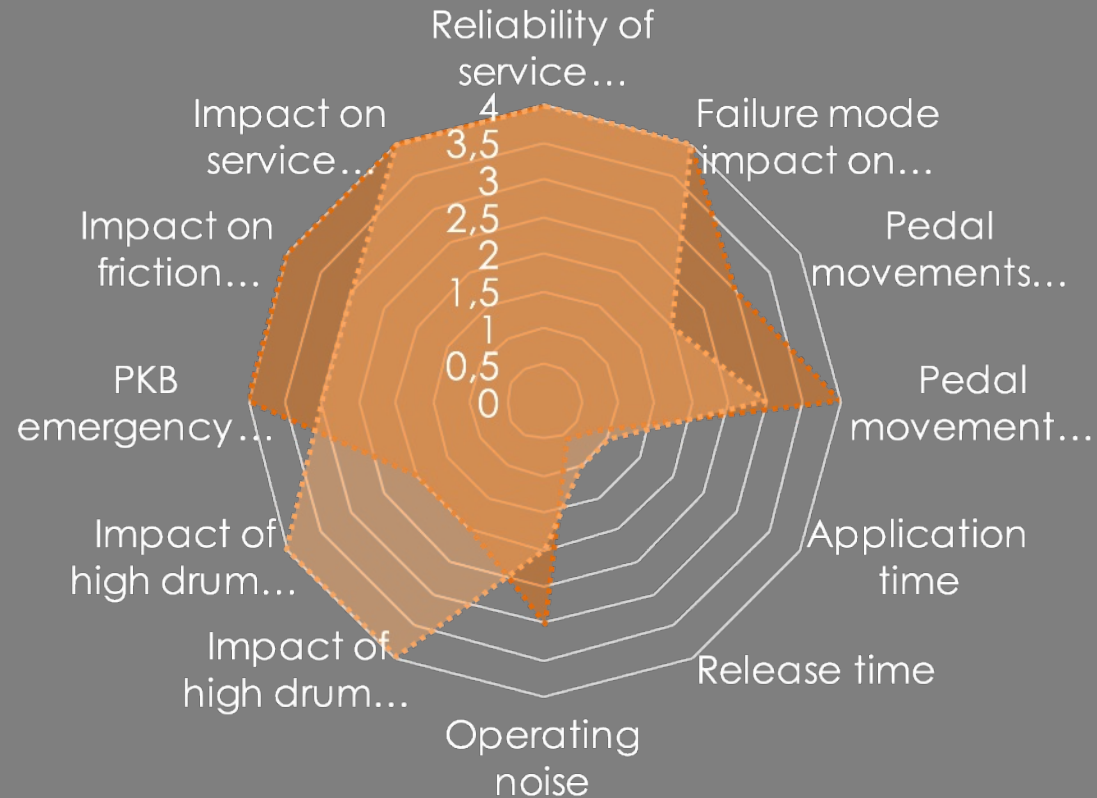 Reliability of
service…
Failure mode
impact on…
Pedal
movements…
Pedal
movement…
Application
time
Release time
Operating
noise
Impact of
high drum…
Impact of
high drum…
PKB
emergency…
Impact on
friction…
Impact on
service…
4
3,5
3
2,5
2
1,5
1
0,5
0